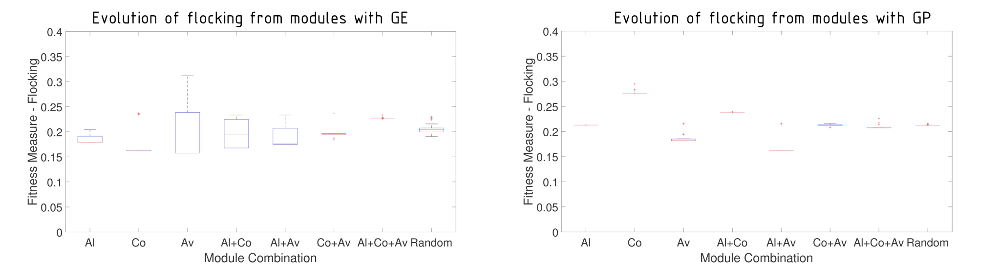 Evolution of flocking from modules with GE
Fitness Measure - Flocking
0.4
0.35
0.3
0.25
0.2
0.15
0.1
0.05
0
Al Co Av Al+Co Al+Av Co+Av Al+Co+Av Random
Module Combination
Evolution of flocking from modules with GP
Fitness Measure - Flocking
0.4
0.35
0.3
0.25
0.2
0.15
0.1
0.05
0
Al Co Av Al+Co Al+Av Co+Av Al+Co+Av Random
Module Combination